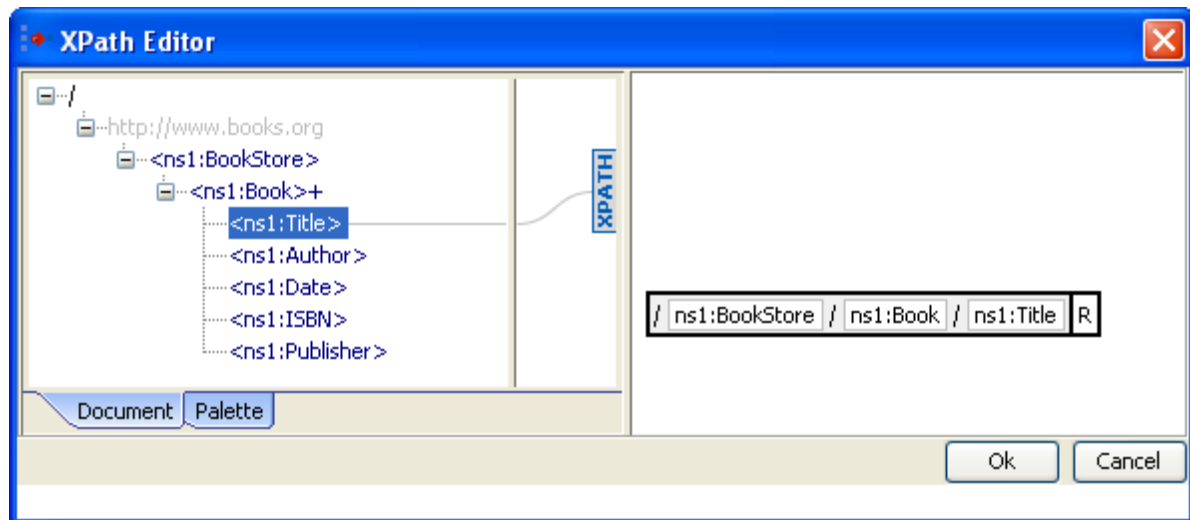 XPath Editor
/
http://www.books.org
<ns1:BookStore>
<ns1:Book>+
<ns1:Title>
<ns1:Author>
<ns1:Date>
<ns1:ISBN>
<ns1:Publisher>
XPATH
/ ns1:BookStore / ns1:Book / ns1:Title R
Document Palette
Ok Cancel